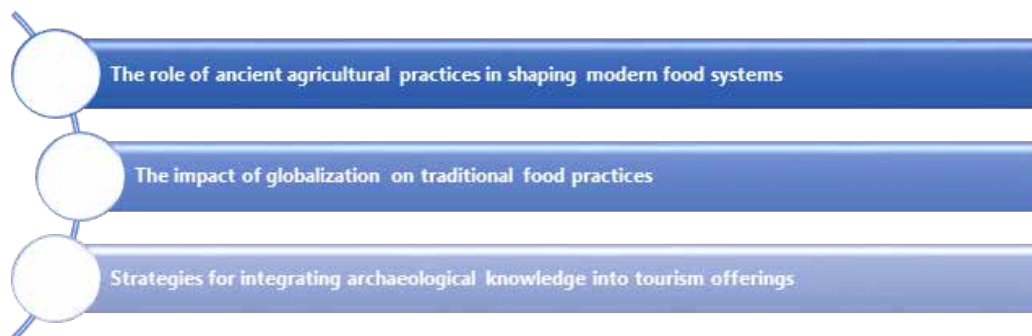 The role of ancient agricultural practices in shaping modern food systems
The impact of globalization on traditional food practices
Strategies for integrating archaeological knowledge into tourism offerings